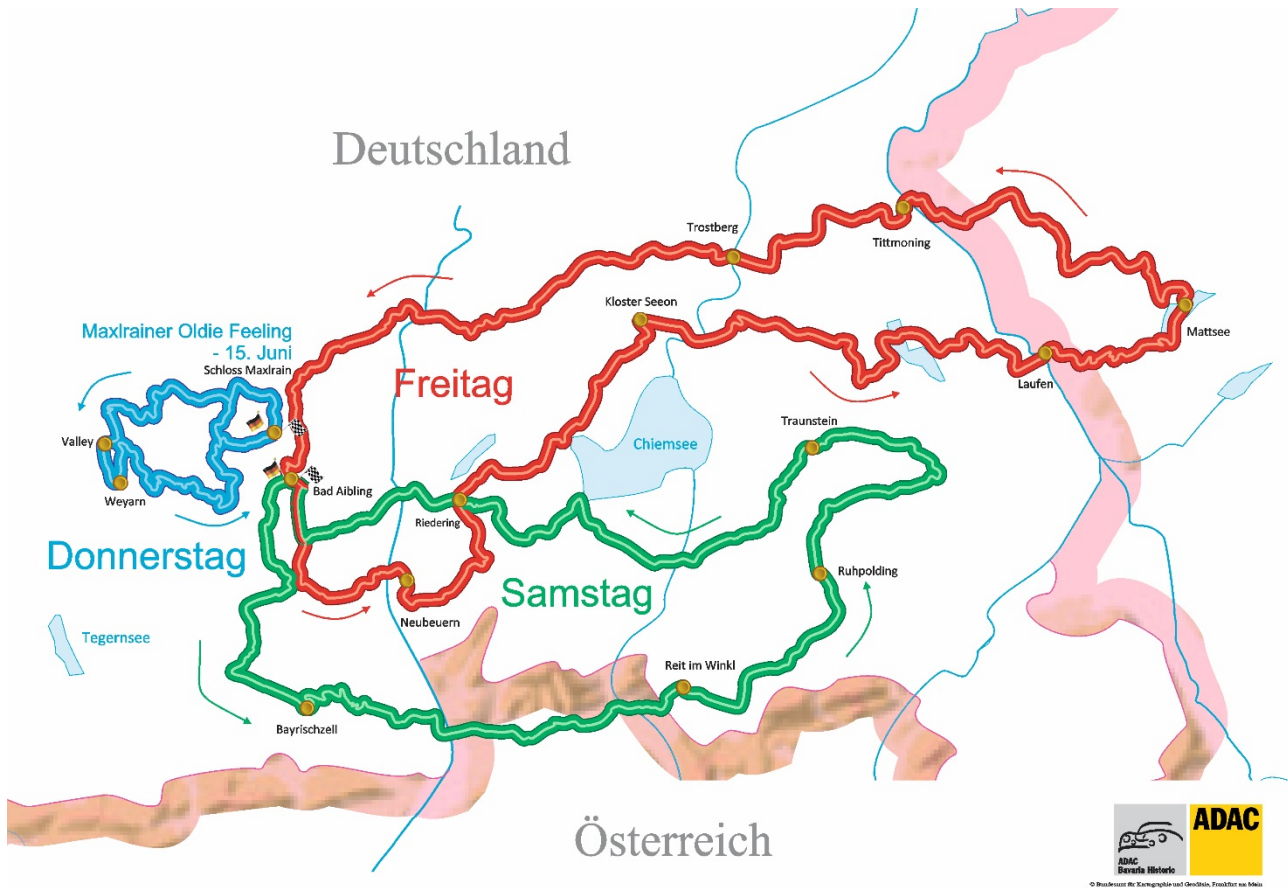 Deutschland
Trostberg
Tittmoning
Kloster Seeon
Mattsee
Maxlrainer Oldie Feeling
- 15. Juni
Schloss Maxlrain
Freitag
Laufen
Valley
Traunstein
Chiemsee
Weyarn
Bad Aibling
Riedering
Donnerstag
Samstag
Ruhpolding
Neubeuern
Tegernsee
Reit im Winkl
Bayrischzell
Österreich
ADAC
ADAC
Bavaria Historic
© Bundesamt für Kartographie und Geodäsie, Frankfurt am Main